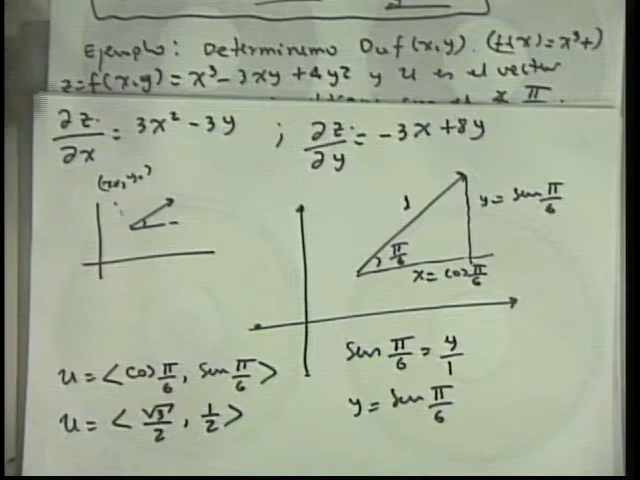 Ejemplo: Determinemo Duf(x,y). (f(x)=x³+)
z=f(x,y)= x³-3xy+4y² y u es el vector
π.
∂z/∂x = 3x²-3y ; ∂z/∂y = -3x+8y
(x₀, y₀)
1
y= sen π/6
π/6
x= cos π/6
sen π/6 = y/1
u= <cos π/6, sen π/6>
y= sen π/6
u= <√3/2, 1/2>